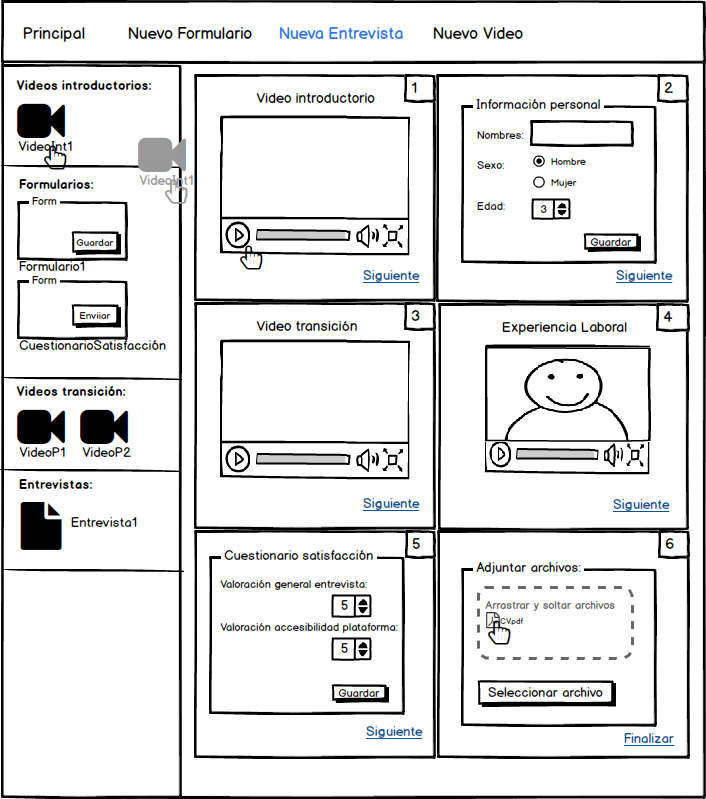 Principal Nuevo Formulario Nueva Entrevista Nuevo Video
Videos introductorios:
VideoInt1
VideoInt1
Formularios:
Form
Guardar
Formulario1
Form
Enviiar
CuestionarioSatisfacción
Videos transición:
VideoP1 VideoP2
Entrevistas:
Entrevista1
1
Video introductorio
Siguiente
2
Información personal
Nombres:
Sexo:
Hombre
Mujer
Edad:
3
Guardar
Siguiente
3
Video transición
Siguiente
4
Experiencia Laboral
Siguiente
5
Cuestionario satisfacción
Valoración general entrevista:
5
Valoración accesibilidad plataforma:
5
Guardar
Siguiente
6
Adjuntar archivos:
Arrastrar y soltar archivos
CV.pdf
Seleccionar archivo
Finalizar